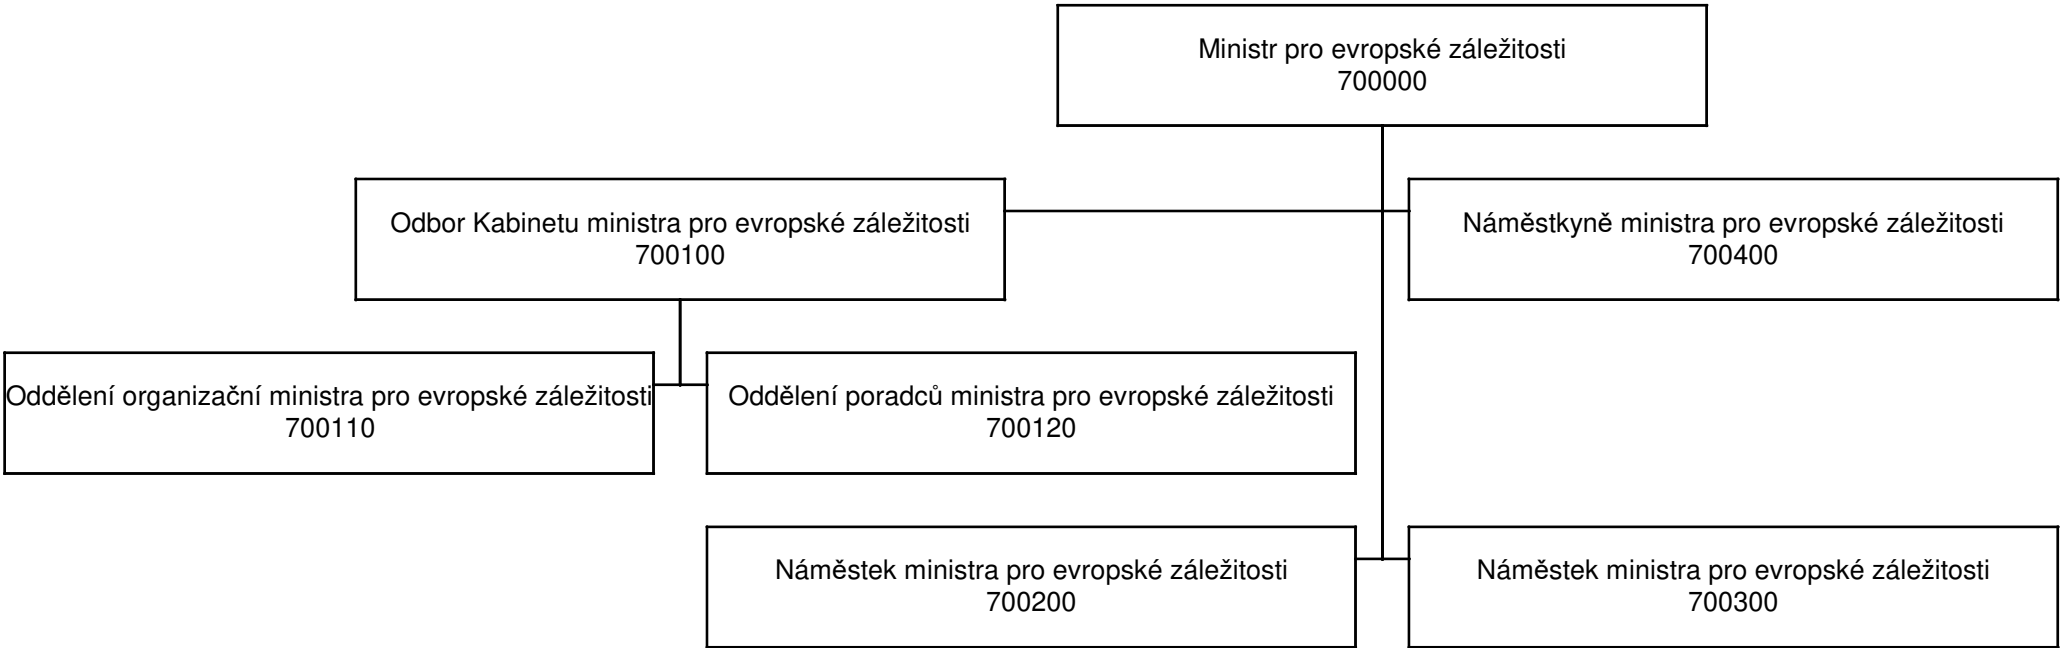 Ministr pro evropské záležitosti
700000
Odbor Kabinetu ministra pro evropské záležitosti
700100
Náměstkyně ministra pro evropské záležitosti
700400
Oddělení organizační ministra pro evropské záležitosti
700110
Oddělení poradců ministra pro evropské záležitosti
700120
Náměstek ministra pro evropské záležitosti
700200
Náměstek ministra pro evropské záležitosti
700300